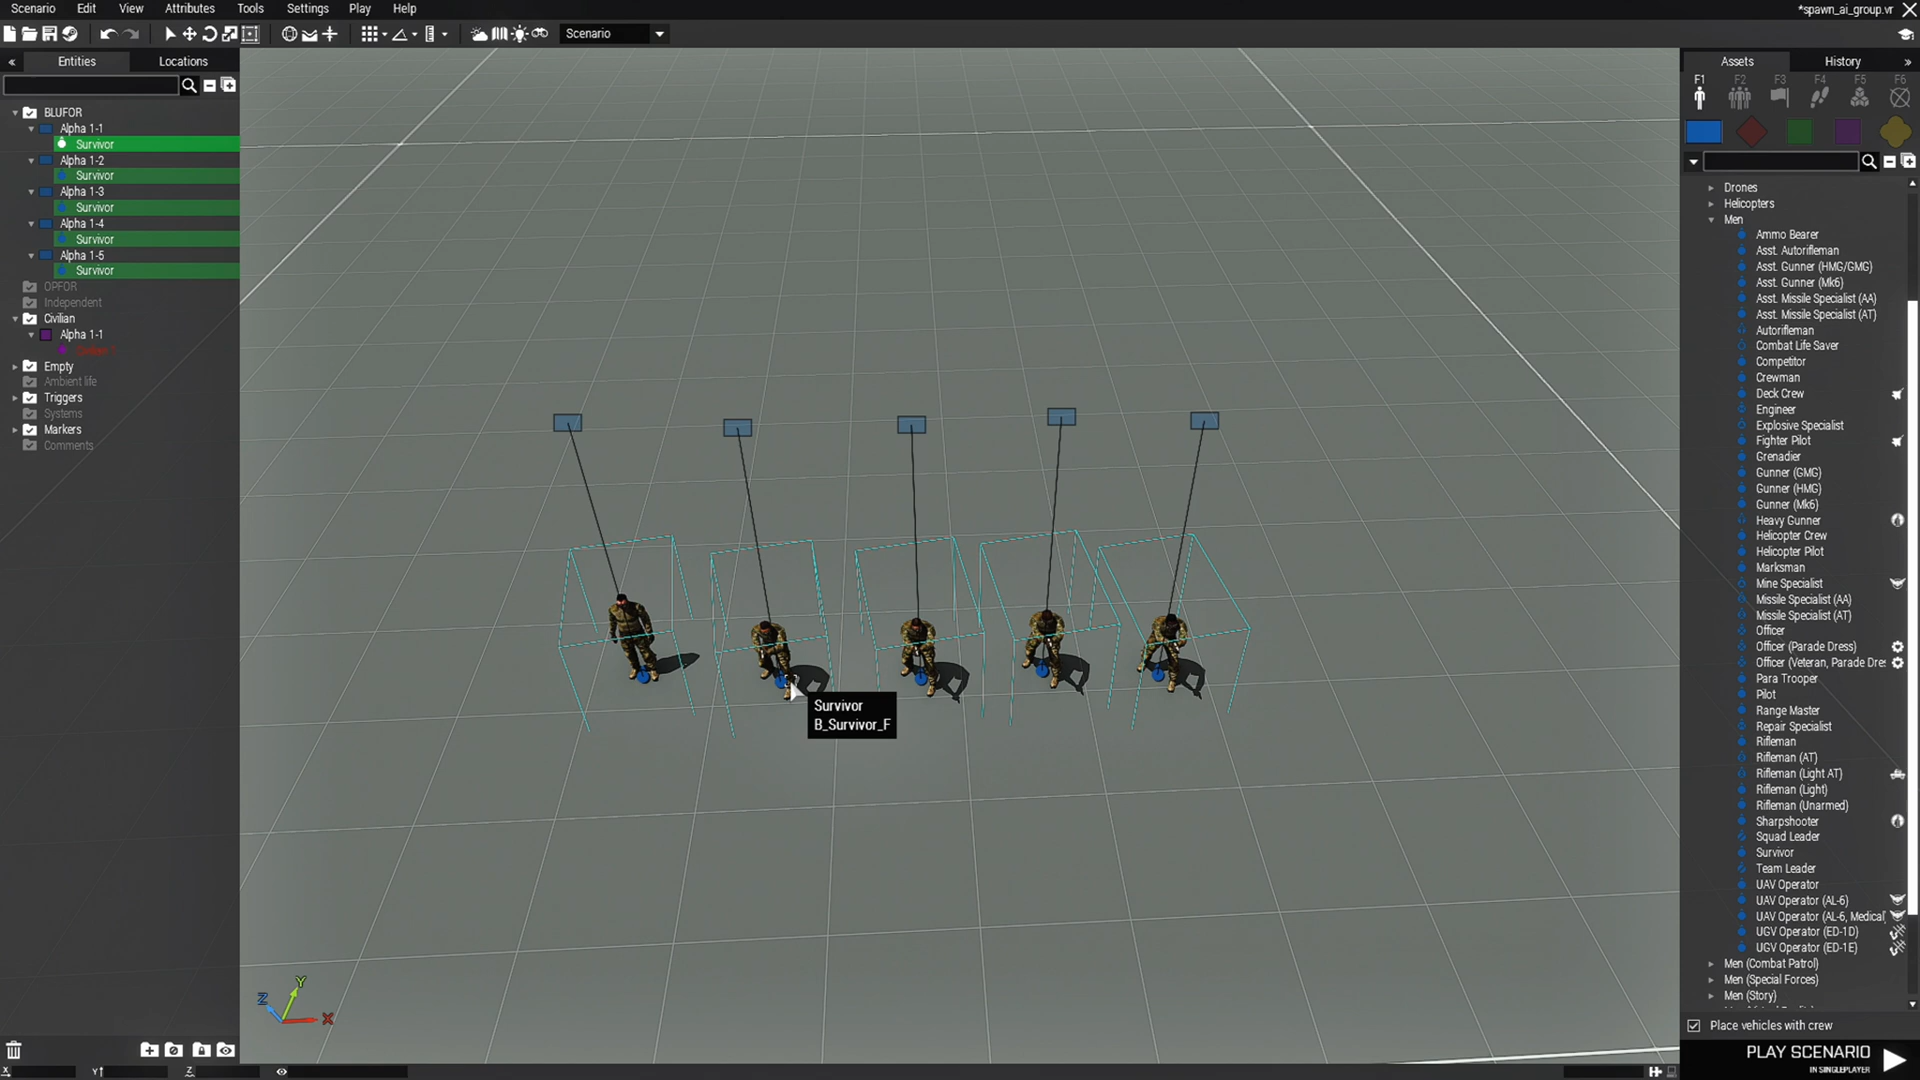 Scenario Edit View Attributes Tools Settings Play Help
*spawn_ai_group.vr
Scenario
Entities Locations
BLUFOR
Alpha 1-1
Survivor
Alpha 1-2
Survivor
Alpha 1-3
Survivor
Alpha 1-4
Survivor
Alpha 1-5
Survivor
OPFOR
Independent
Civilian
Alpha 1-1
Empty
Ambient life
Triggers
Systems
Markers
Comments
Survivor
B_Survivor_F
Y
Z
X
X
Y
Z
Assets History
F1 F2 F3 F4 F5 F6
Drones
Helicopters
Men
Ammo Bearer
Asst. Autorifleman
Asst. Gunner (HMG/GMG)
Asst. Gunner (Mk6)
Asst. Missile Specialist (AA)
Asst. Missile Specialist (AT)
Autorifleman
Combat Life Saver
Competitor
Crewman
Deck Crew
Engineer
Explosive Specialist
Fighter Pilot
Grenadier
Gunner (GMG)
Gunner (HMG)
Gunner (Mk6)
Heavy Gunner
Helicopter Crew
Helicopter Pilot
Marksman
Mine Specialist
Missile Specialist (AA)
Missile Specialist (AT)
Officer
Officer (Parade Dress)
Officer (Veteran, Parade Dre
Para Trooper
Pilot
Range Master
Repair Specialist
Rifleman
Rifleman (AT)
Rifleman (Light AT)
Rifleman (Light)
Rifleman (Unarmed)
Sharpshooter
Squad Leader
Survivor
Team Leader
UAV Operator
UAV Operator (AL-6)
UAV Operator (AL-6, Medical
UGV Operator (ED-1D)
UGV Operator (ED-1E)
Men (Combat Patrol)
Men (Special Forces)
Men (Story)
Place vehicles with crew
PLAY SCENARIO
IN SINGLEPLAYER